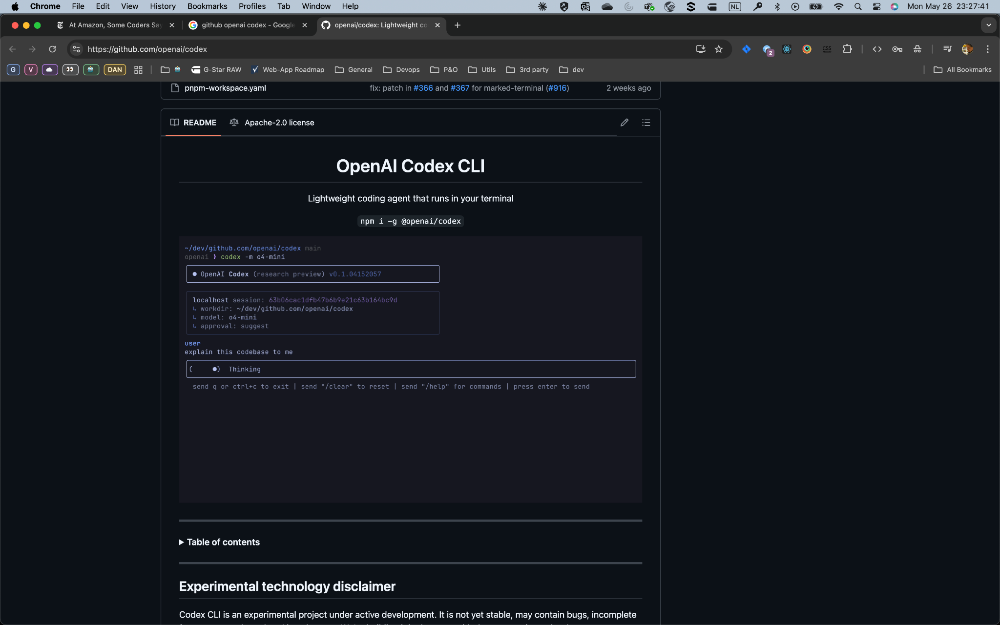 Chrome File Edit View History Bookmarks Profiles Tab Window Help NL Mon May 26 23:27:41
At Amazon, Some Coders Say github openai codex - Google openai/codex: Lightweight co
https://github.com/openai/codex 2 CSS
G V DAN G-Star RAW Web-App Roadmap General Devops P&O Utils 3rd party dev All Bookmarks
pnpm-workspace.yaml fix: patch in #366 and #367 for marked-terminal (#916) 2 weeks ago
README Apache-2.0 license
OpenAI Codex CLI
Lightweight coding agent that runs in your terminal
npm i -g @openai/codex
~/dev/github.com/openai/codex main
openai ❯ codex -m o4-mini
● OpenAI Codex (research preview) v0.1.04152057
localhost session: 63b06cac1dfb47b6b9e21c63b164bc9d
↳ workdir: ~/dev/github.com/openai/codex
↳ model: o4-mini
↳ approval: suggest
user
explain this codebase to me
( ●) Thinking
send q or ctrl+c to exit | send "/clear" to reset | send "/help" for commands | press enter to send
Table of contents
Experimental technology disclaimer
Codex CLI is an experimental project under active development. It is not yet stable, may contain bugs, incomplete